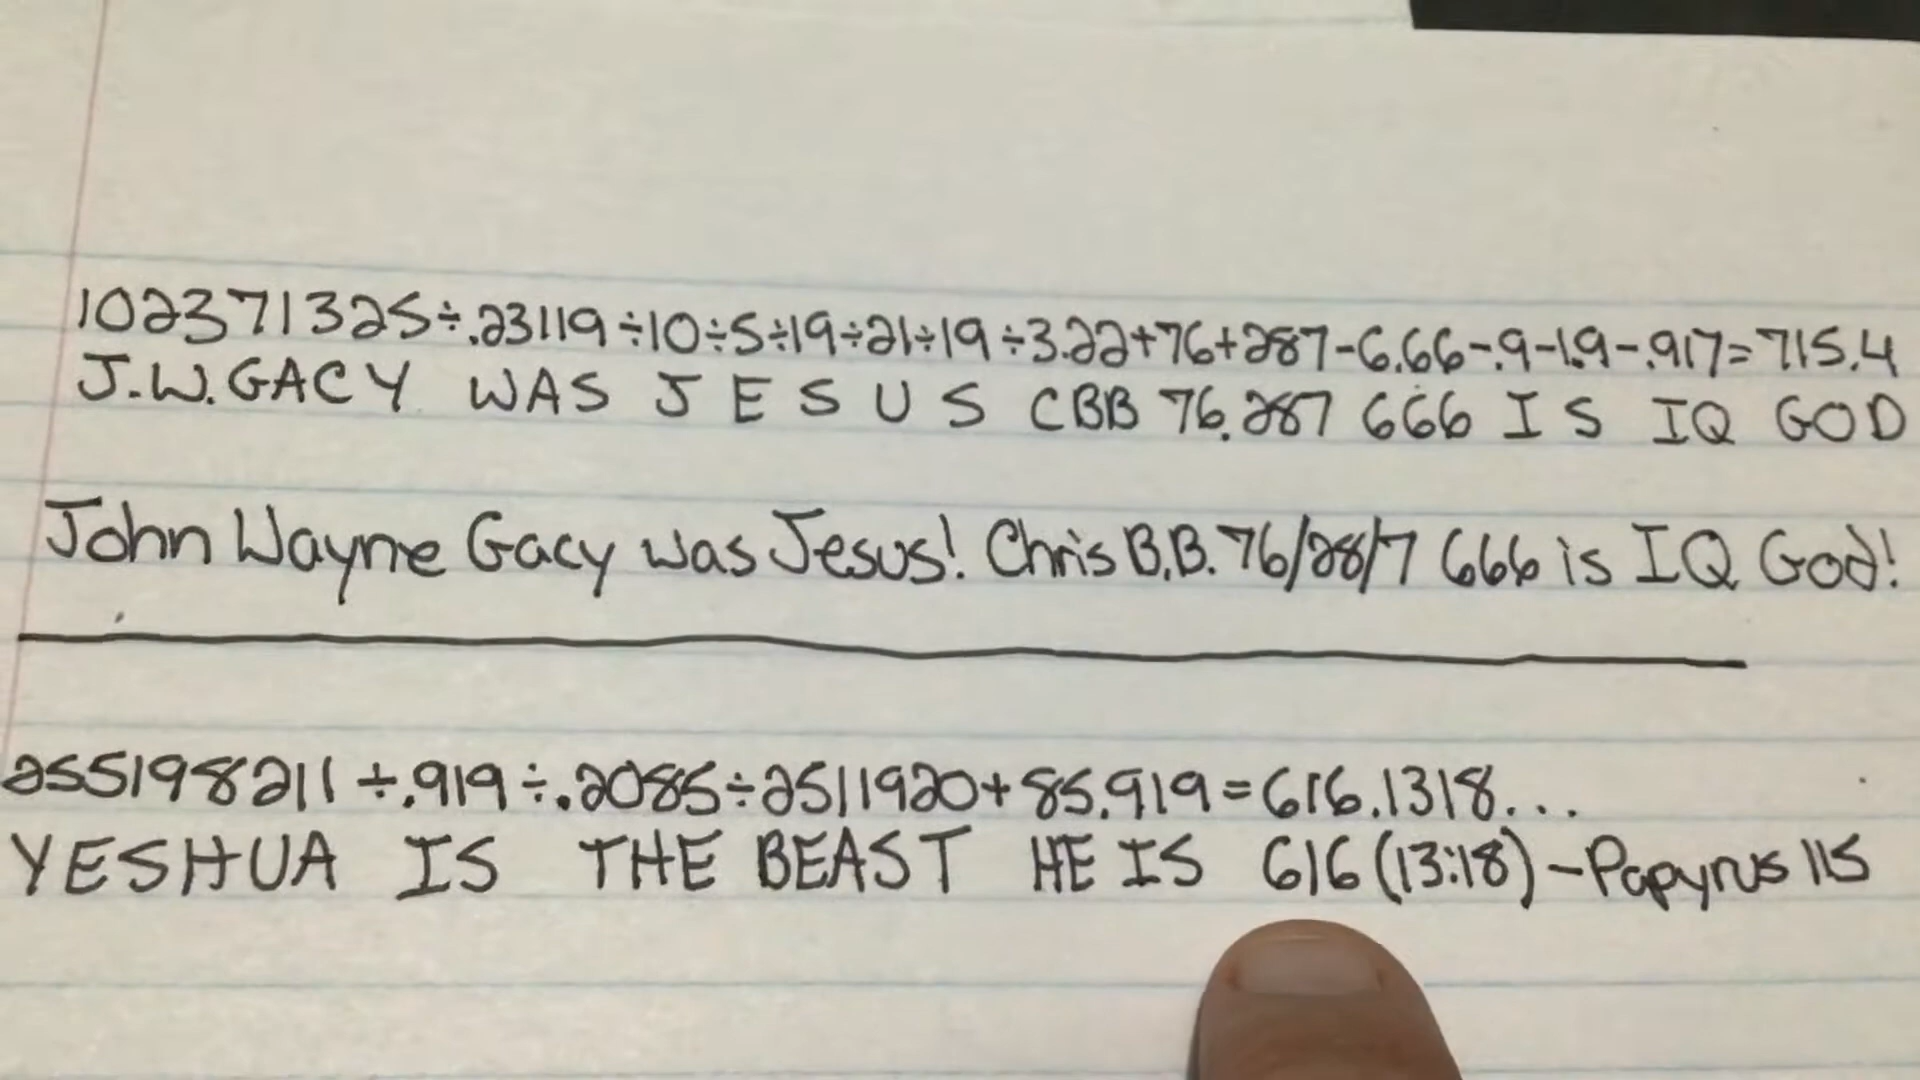 102371325÷.23119÷10÷5÷19÷21÷19÷3.22+76+287-6.66-.9-1.9-.917=715.4
J.W.GACY WAS J E S U S CBB 76.287 666 I S IQ GOD
John Wayne Gacy was Jesus! Chris B.B. 76/28/7 666 is IQ God!
255198211÷.919÷.2085÷2511920+85.919=616.1318...
YESHUA IS THE BEAST HE IS 616 (13:18) - Papyrus 115